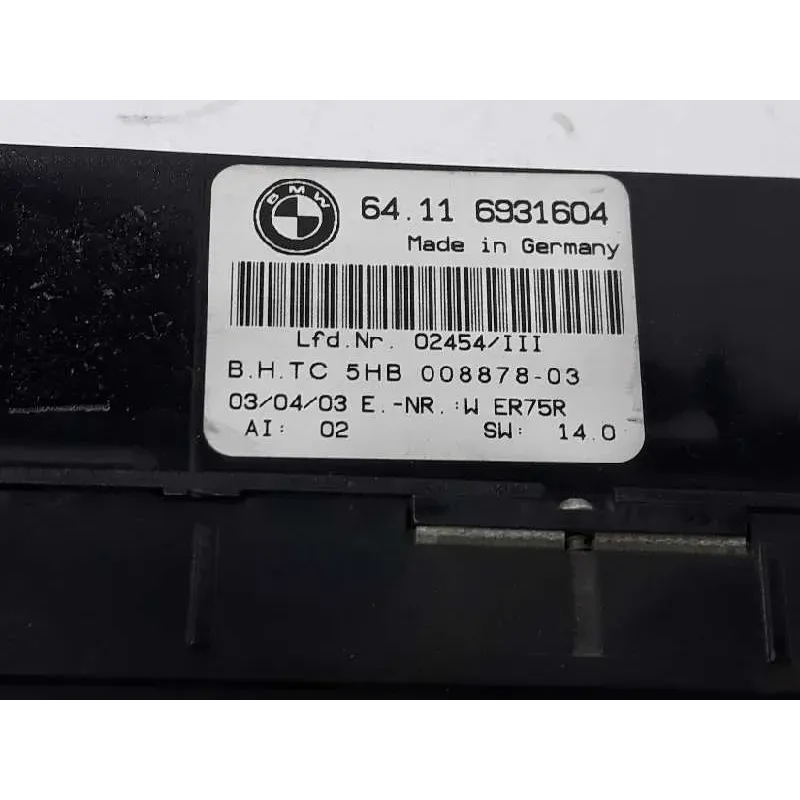 BMW
64.11 6931604
Made in Germany
Lfd.Nr. 02454/III
B.H.TC 5HB 008878-03
03/04/03 E.-NR.:W ER75R
AI: 02 SW: 14.0